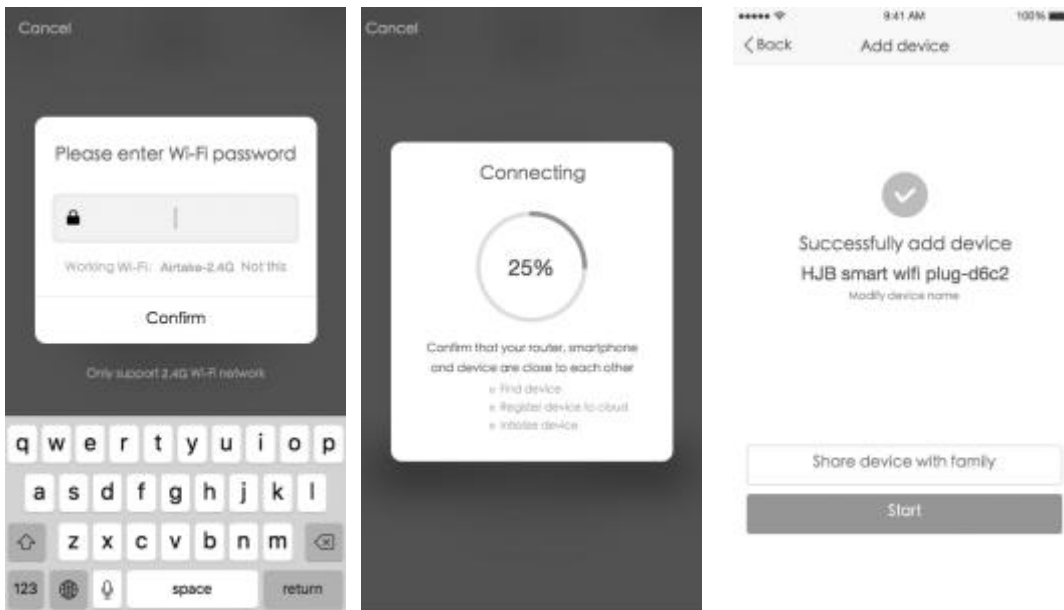 Cancel
Please enter Wi-Fi password
Working Wi-Fi: Airtake-2.4G Not this
Confirm
Only support 2.4G Wi-Fi network
q w e r t y u i o p
a s d f g h j k l
z x c v b n m
123 space return
Cancel
Connecting
25%
Confirm that your router, smartphone
and device are close to each other
Find device
Register device to cloud
Initialize device
9:41 AM 100%
< Back Add device
Successfully add device
HJB smart wifi plug-d6c2
Modify device name
Share device with family
Start